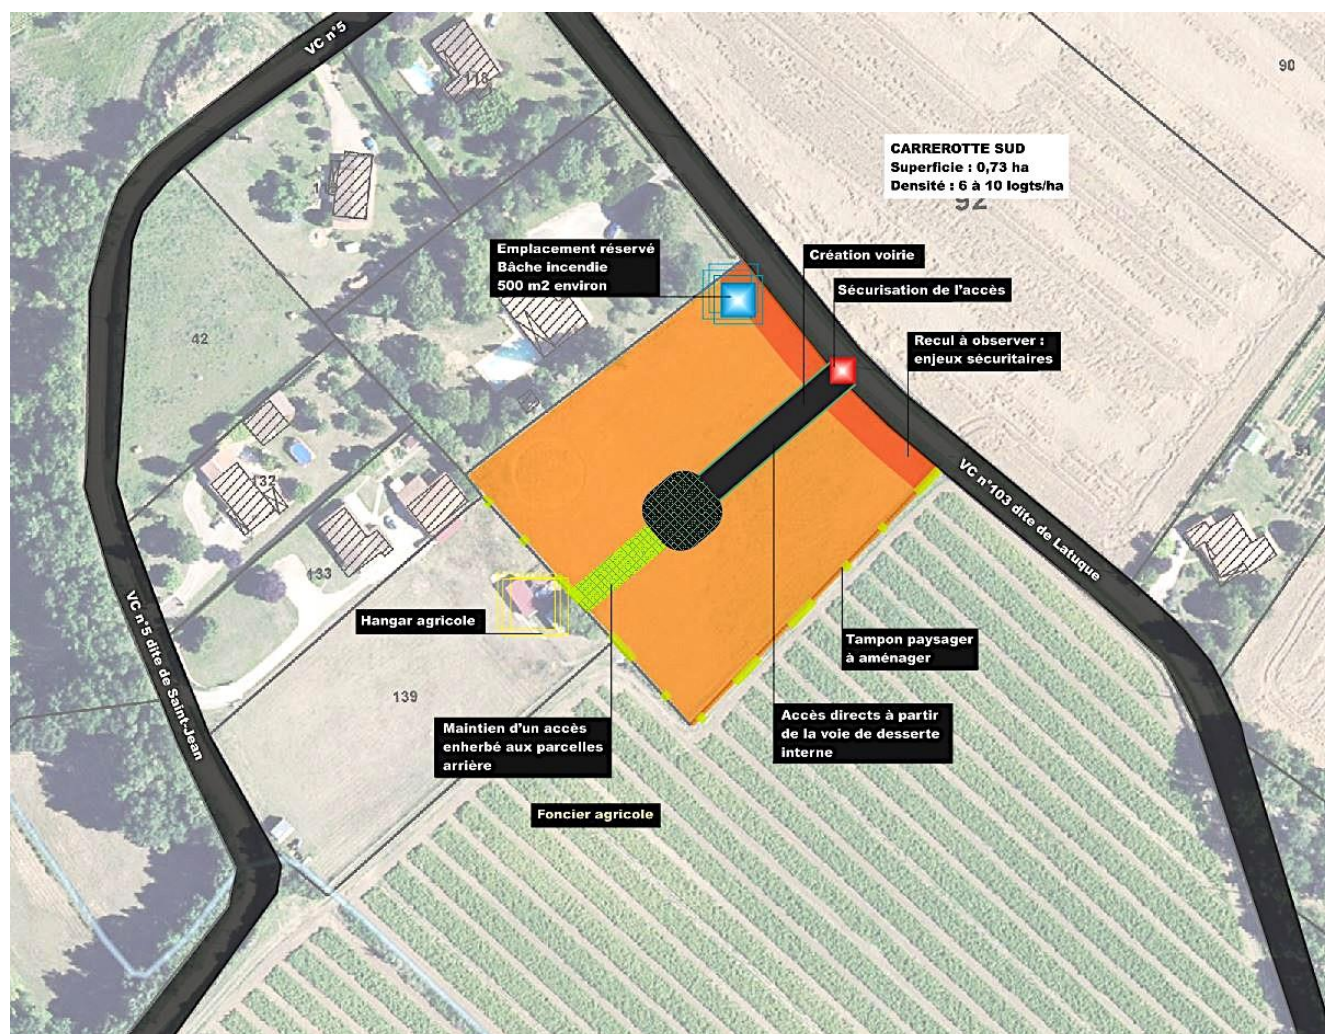 VC n°5
118
90
CARREROTTE SUD
Superficie : 0,73 ha
Densité : 6 à 10 logts/ha
92
Emplacement réservé
Bâche incendie
500 m2 environ
Création voirie
Sécurisation de l'accès
Recul à observer :
enjeux sécuritaires
42
132
133
VC n°103 dite de Latuque
VC n°5 dite de Saint-Jean
Hangar agricole
139
Tampon paysager
à aménager
Maintien d'un accès
enherbé aux parcelles
arrière
Accès directs à partir
de la voie de desserte
interne
Foncier agricole